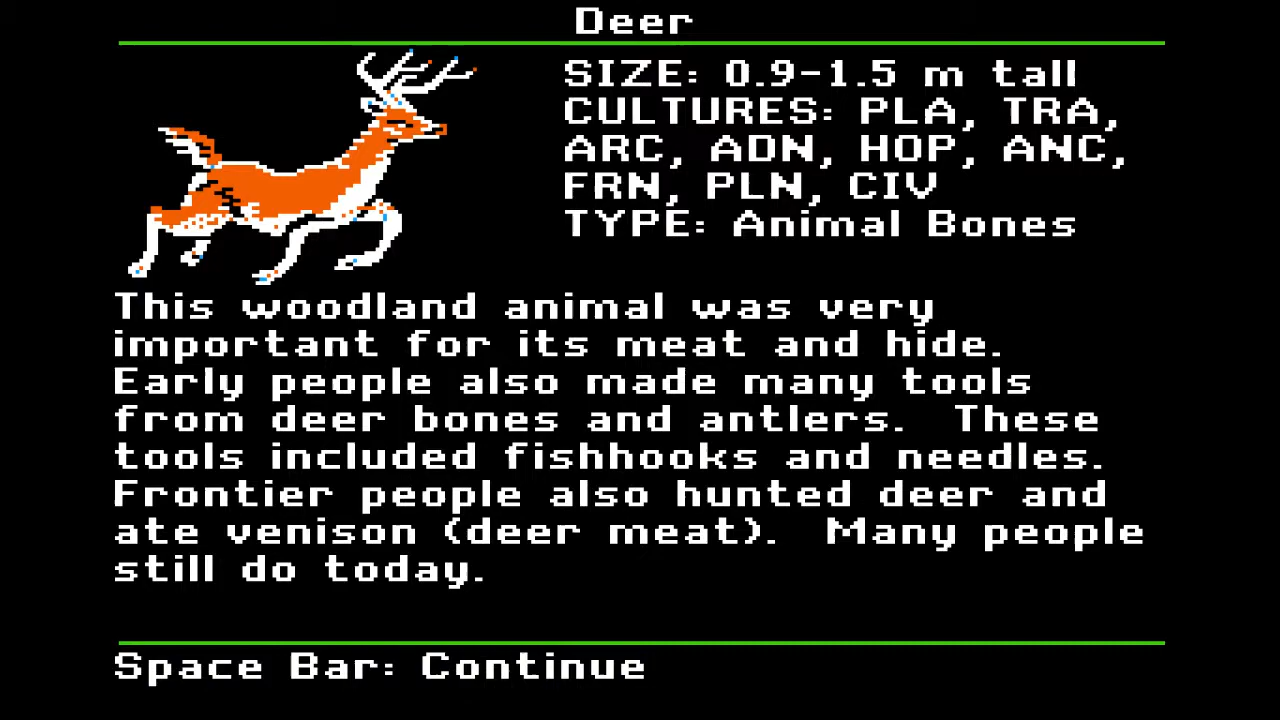 Deer
SIZE: 0.9-1.5 m tall
CULTURES: PLA, TRA,
ARC, ADN, HOP, ANC,
FRN, PLN, CIV
TYPE: Animal Bones
This woodland animal was very
important for its meat and hide.
Early people also made many tools
from deer bones and antlers.  These
tools included fishhooks and needles.
Frontier people also hunted deer and
ate venison (deer meat).  Many people
still do today.
Space Bar: Continue